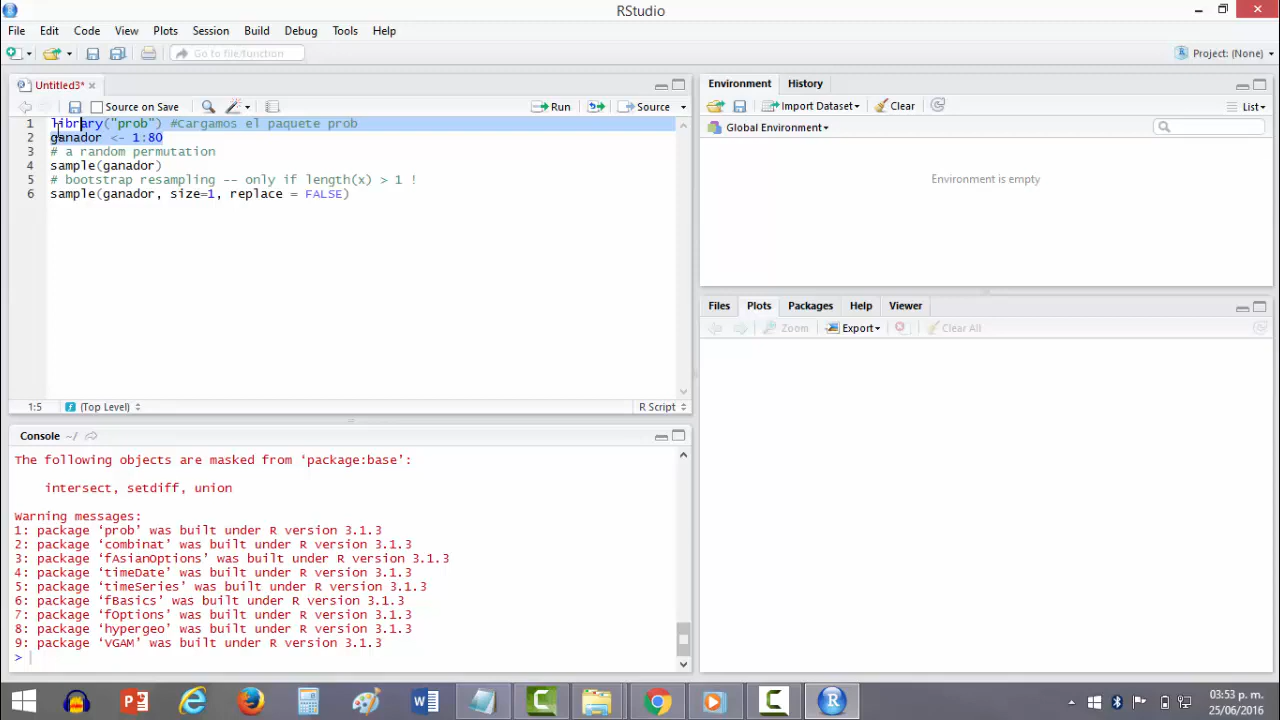 RStudio
File Edit Code View Plots Session Build Debug Tools Help
Go to file/function Project: (None)
Untitled3*
Source on Save Run Source
1 library("prob") #Cargamos el paquete prob
2 ganador <- 1:80
3 # a random permutation
4 sample(ganador)
5 # bootstrap resampling -- only if length(x) > 1 !
6 sample(ganador, size=1, replace = FALSE)
1:5 (Top Level) R Script
Console ~/
The following objects are masked from ‘package:base’:
intersect, setdiff, union
Warning messages:
1: package ‘prob’ was built under R version 3.1.3
2: package ‘combinat’ was built under R version 3.1.3
3: package ‘fAsianOptions’ was built under R version 3.1.3
4: package ‘timeDate’ was built under R version 3.1.3
5: package ‘timeSeries’ was built under R version 3.1.3
6: package ‘fBasics’ was built under R version 3.1.3
7: package ‘fOptions’ was built under R version 3.1.3
8: package ‘hypergeo’ was built under R version 3.1.3
9: package ‘VGAM’ was built under R version 3.1.3
>
Environment History
Import Dataset Clear List
Global Environment
Environment is empty
Files Plots Packages Help Viewer
Zoom Export Clear All
03:53 p. m.
25/06/2016